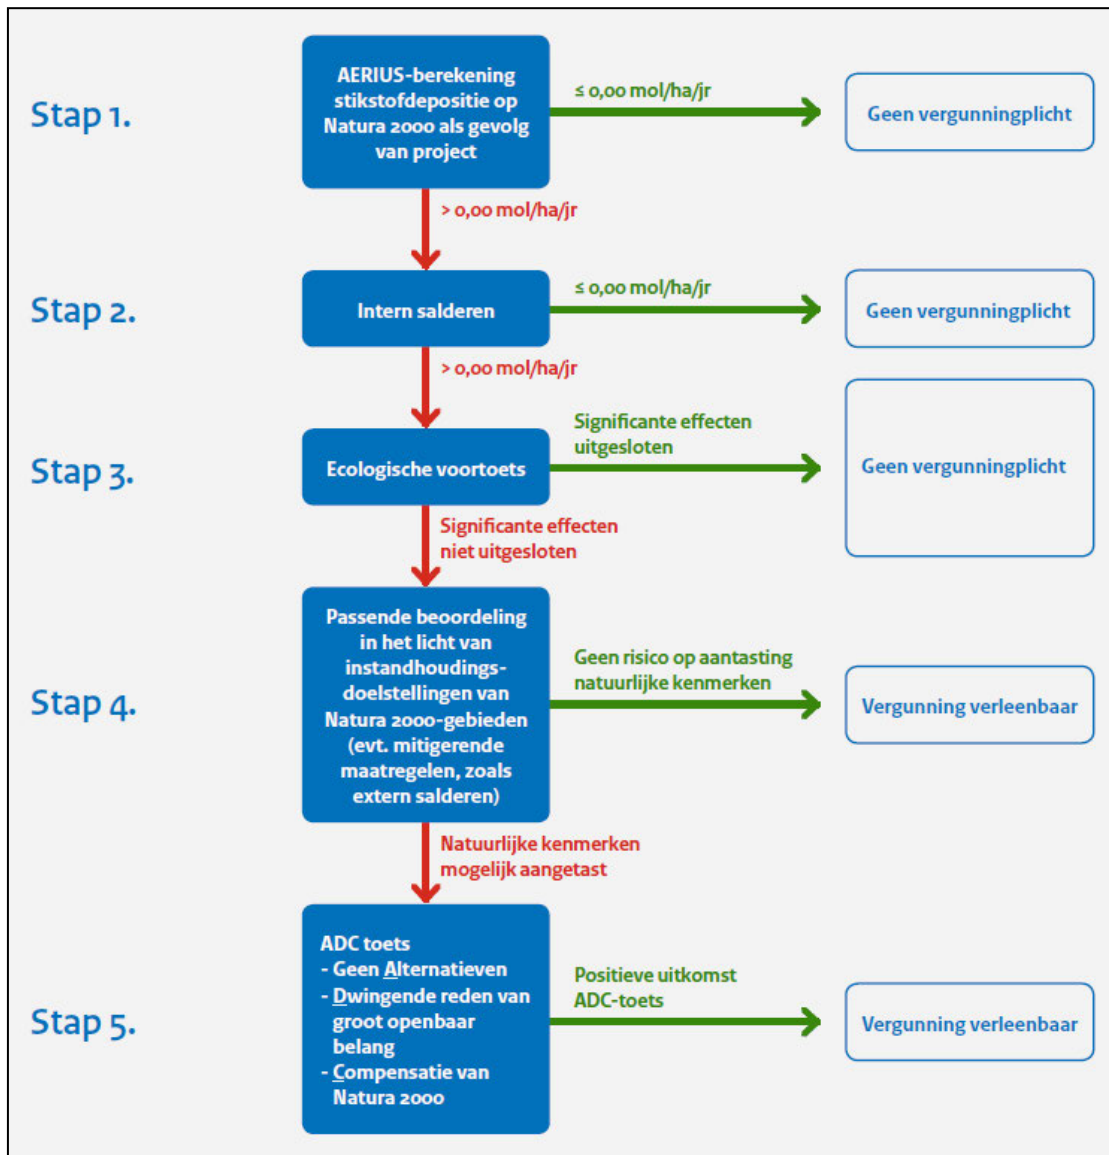 Stap 1.
AERIUS-berekening
stikstofdepositie op
Natura 2000 als gevolg
van project
≤ 0,00 mol/ha/jr
Geen vergunningplicht
> 0,00 mol/ha/jr
Stap 2.
Intern salderen
≤ 0,00 mol/ha/jr
Geen vergunningplicht
> 0,00 mol/ha/jr
Stap 3.
Ecologische voortoets
Significante effecten
uitgesloten
Geen vergunningplicht
Significante effecten
niet uitgesloten
Stap 4.
Passende beoordeling
in het licht van
instandhoudings-
doelstellingen van
Natura 2000-gebieden
(evt. mitigerende
maatregelen, zoals
extern salderen)
Geen risico op aantasting
natuurlijke kenmerken
Vergunning verleenbaar
Natuurlijke kenmerken
mogelijk aangetast
Stap 5.
ADC toets
- Geen Alternatieven
- Dwingende reden van
groot openbaar
belang
- Compensatie van
Natura 2000
Positieve uitkomst
ADC-toets
Vergunning verleenbaar